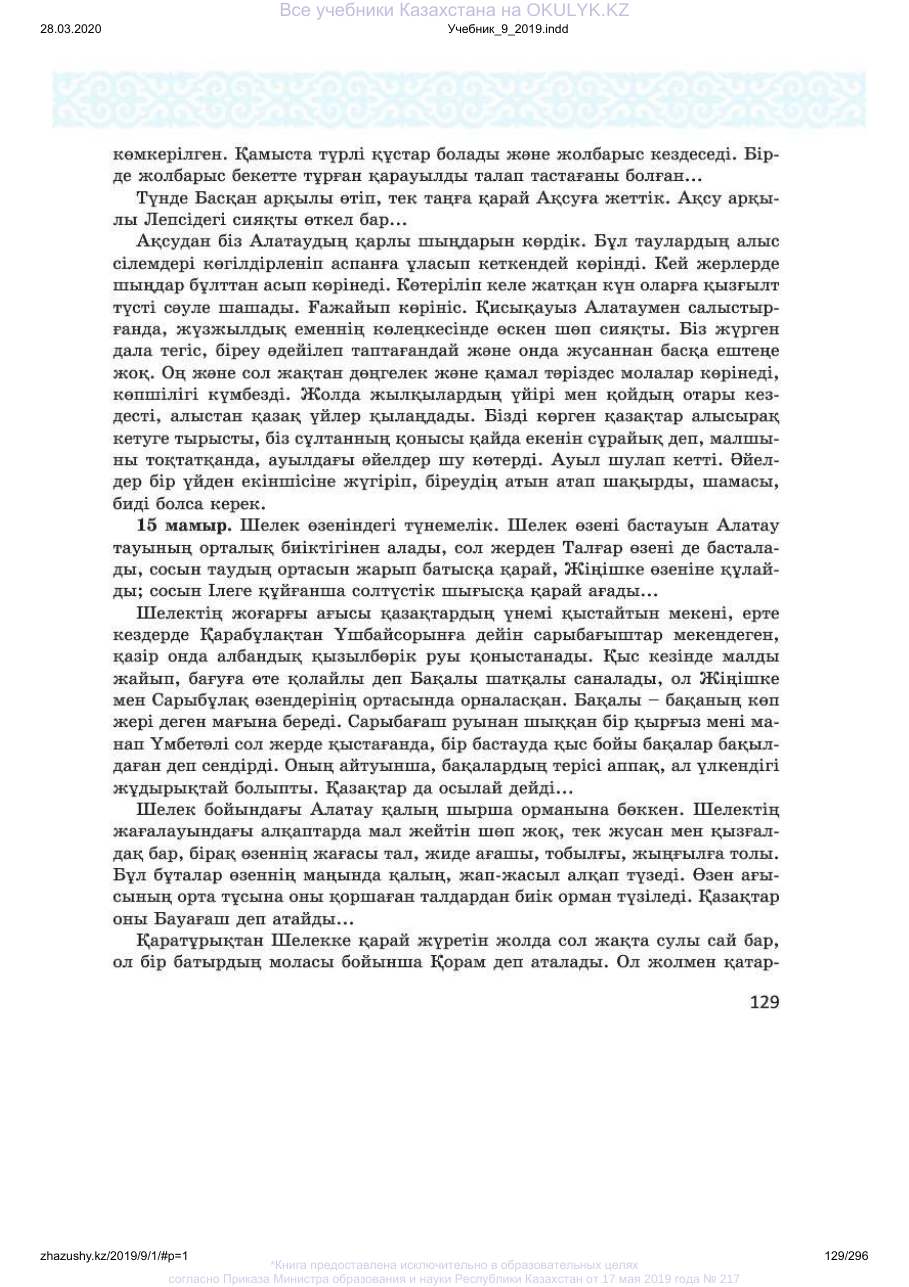 Все учебники Казахстана на OKULYK.KZ
28.03.2020 Учебник_9_2019.indd
көмкерілген. Қамыста түрлі құстар болады және жолбарыс кездеседі. Бір-
де жолбарыс бекетте тұрған қарауылды талап тастағаны болған...
Түнде Басқан арқылы өтіп, тек таңға қарай Ақсуға жеттік. Ақсу арқы-
лы Лепсідегі сияқты өткел бар...
Ақсудан біз Алатаудың қарлы шыңдарын көрдік. Бұл таулардың алыс
сілемдері көгілдірленіп аспанға ұласып кеткендей көрінді. Кей жерлерде
шыңдар бұлттан асып көрінеді. Көтеріліп келе жатқан күн оларға қызғылт
түсті сәуле шашады. Ғажайып көрініс. Қисықауыз Алатаумен салыстыр-
ғанда, жүзжылдық еменнің көлеңкесінде өскен шөп сияқты. Біз жүрген
дала тегіс, біреу әдейілеп таптағандай және онда жусаннан басқа ештеңе
жоқ. Оң және сол жақтан дөңгелек және қамал тәріздес молалар көрінеді,
көпшілігі күмбезді. Жолда жылқылардың үйірі мен қойдың отары кез-
десті, алыстан қазақ үйлер қылаңдады. Бізді көрген қазақтар алысырақ
кетуге тырысты, біз сұлтанның қонысы қайда екенін сұрайық деп, малшы-
ны тоқтатқанда, ауылдағы әйелдер шу көтерді. Ауыл шулап кетті. Әйел-
дер бір үйден екіншісіне жүгіріп, біреудің атын атап шақырды, шамасы,
биді болса керек.
15 мамыр. Шелек өзеніндегі түнемелік. Шелек өзені бастауын Алатау
тауының орталық биіктігінен алады, сол жерден Талғар өзені де бастала-
ды, сосын таудың ортасын жарып батысқа қарай, Жіңішке өзеніне құлай-
ды; сосын Ілеге құйғанша солтүстік шығысқа қарай ағады...
Шелектің жоғарғы ағысы қазақтардың үнемі қыстайтын мекені, ерте
кездерде Қарабұлақтан Үшбайсорынға дейін сарыбағыштар мекендеген,
қазір онда албандық қызылбөрік руы қоныстанады. Қыс кезінде малды
жайып, бағуға өте қолайлы деп Бақалы шатқалы саналады, ол Жіңішке
мен Сарыбұлақ өзендерінің ортасында орналасқан. Бақалы – бақаның көп
жері деген мағына береді. Сарыбағаш руынан шыққан бір қырғыз мені ма-
нап Үмбетәлі сол жерде қыстағанда, бір бастауда қыс бойы бақалар бақыл-
даған деп сендірді. Оның айтуынша, бақалардың терісі аппақ, ал үлкендігі
жұдырықтай болыпты. Қазақтар да осылай дейді...
Шелек бойындағы Алатау қалың шырша орманына бөккен. Шелектің
жағалауындағы алқаптарда мал жейтін шөп жоқ, тек жусан мен қызғал-
дақ бар, бірақ өзеннің жағасы тал, жиде ағашы, тобылғы, жыңғылға толы.
Бұл бұталар өзеннің маңында қалың, жап-жасыл алқап түзеді. Өзен ағы-
сының орта тұсына оны қоршаған талдардан биік орман түзіледі. Қазақтар
оны Бауағаш деп атайды...
Қаратұрықтан Шелекке қарай жүретін жолда сол жақта сулы сай бар,
ол бір батырдың моласы бойынша Қорам деп аталады. Ол жолмен қатар-
129
zhazushy.kz/2019/9/1/#p=1 129/296
*Книга предоставлена исключительно в образовательных целях
согласно Приказа Министра образования и науки Республики Казахстан от 17 мая 2019 года № 217